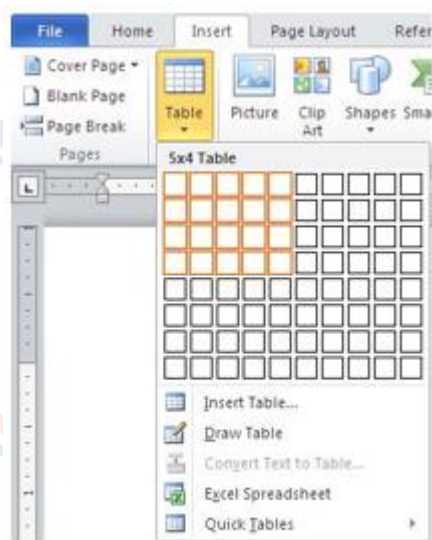 File Home Insert Page Layout Refer
Cover Page
Blank Page
Page Break
Pages
Table
Picture
Clip
Art
Shapes
Sma
5x4 Table
Insert Table...
Draw Table
Convert Text to Table...
Excel Spreadsheet
Quick Tables